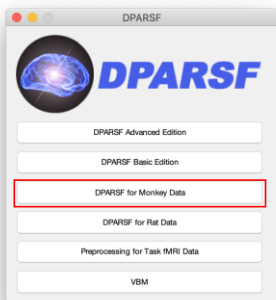 DPARSF
DPARSF
DPARSF Advanced Edition
DPARSF Basic Edition
DPARSF for Monkey Data
DPARSF for Rat Data
Preprocessing for Task fMRI Data
VBM